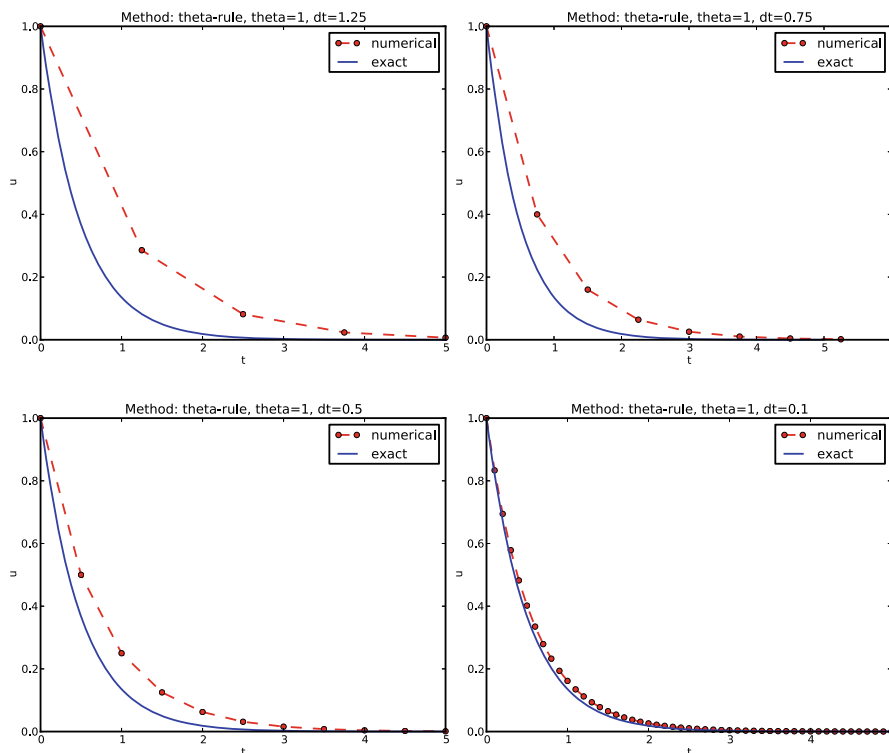 Method: theta-rule, theta=1, dt=1.25
numerical
exact
1.0
0.8
0.6
0.4
0.2
0.0
u
0 1 2 3 4 5
t
Method: theta-rule, theta=1, dt=0.75
numerical
exact
1.0
0.8
0.6
0.4
0.2
0.0
u
0 1 2 3 4 5
t
Method: theta-rule, theta=1, dt=0.5
numerical
exact
1.0
0.8
0.6
0.4
0.2
0.0
u
0 1 2 3 4 5
t
Method: theta-rule, theta=1, dt=0.1
numerical
exact
1.0
0.8
0.6
0.4
0.2
0.0
u
0 1 2 3 4
t